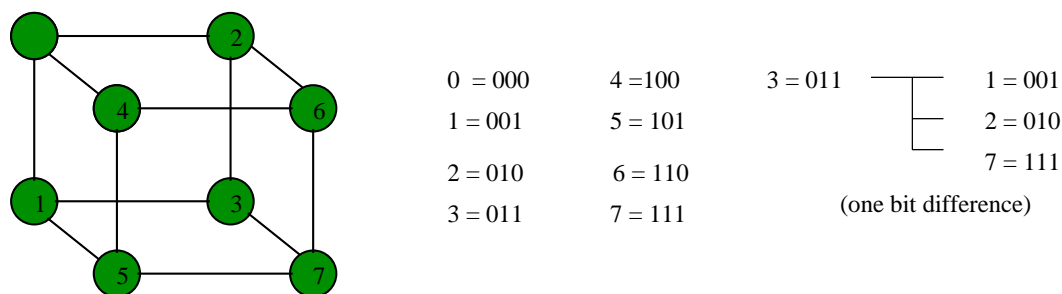 2
4
6
1
3
5
7
0 = 000 4 =100 3 = 011 1 = 001
1 = 001 5 = 101 2 = 010
2 = 010 6 = 110 7 = 111
3 = 011 7 = 111 (one bit difference)